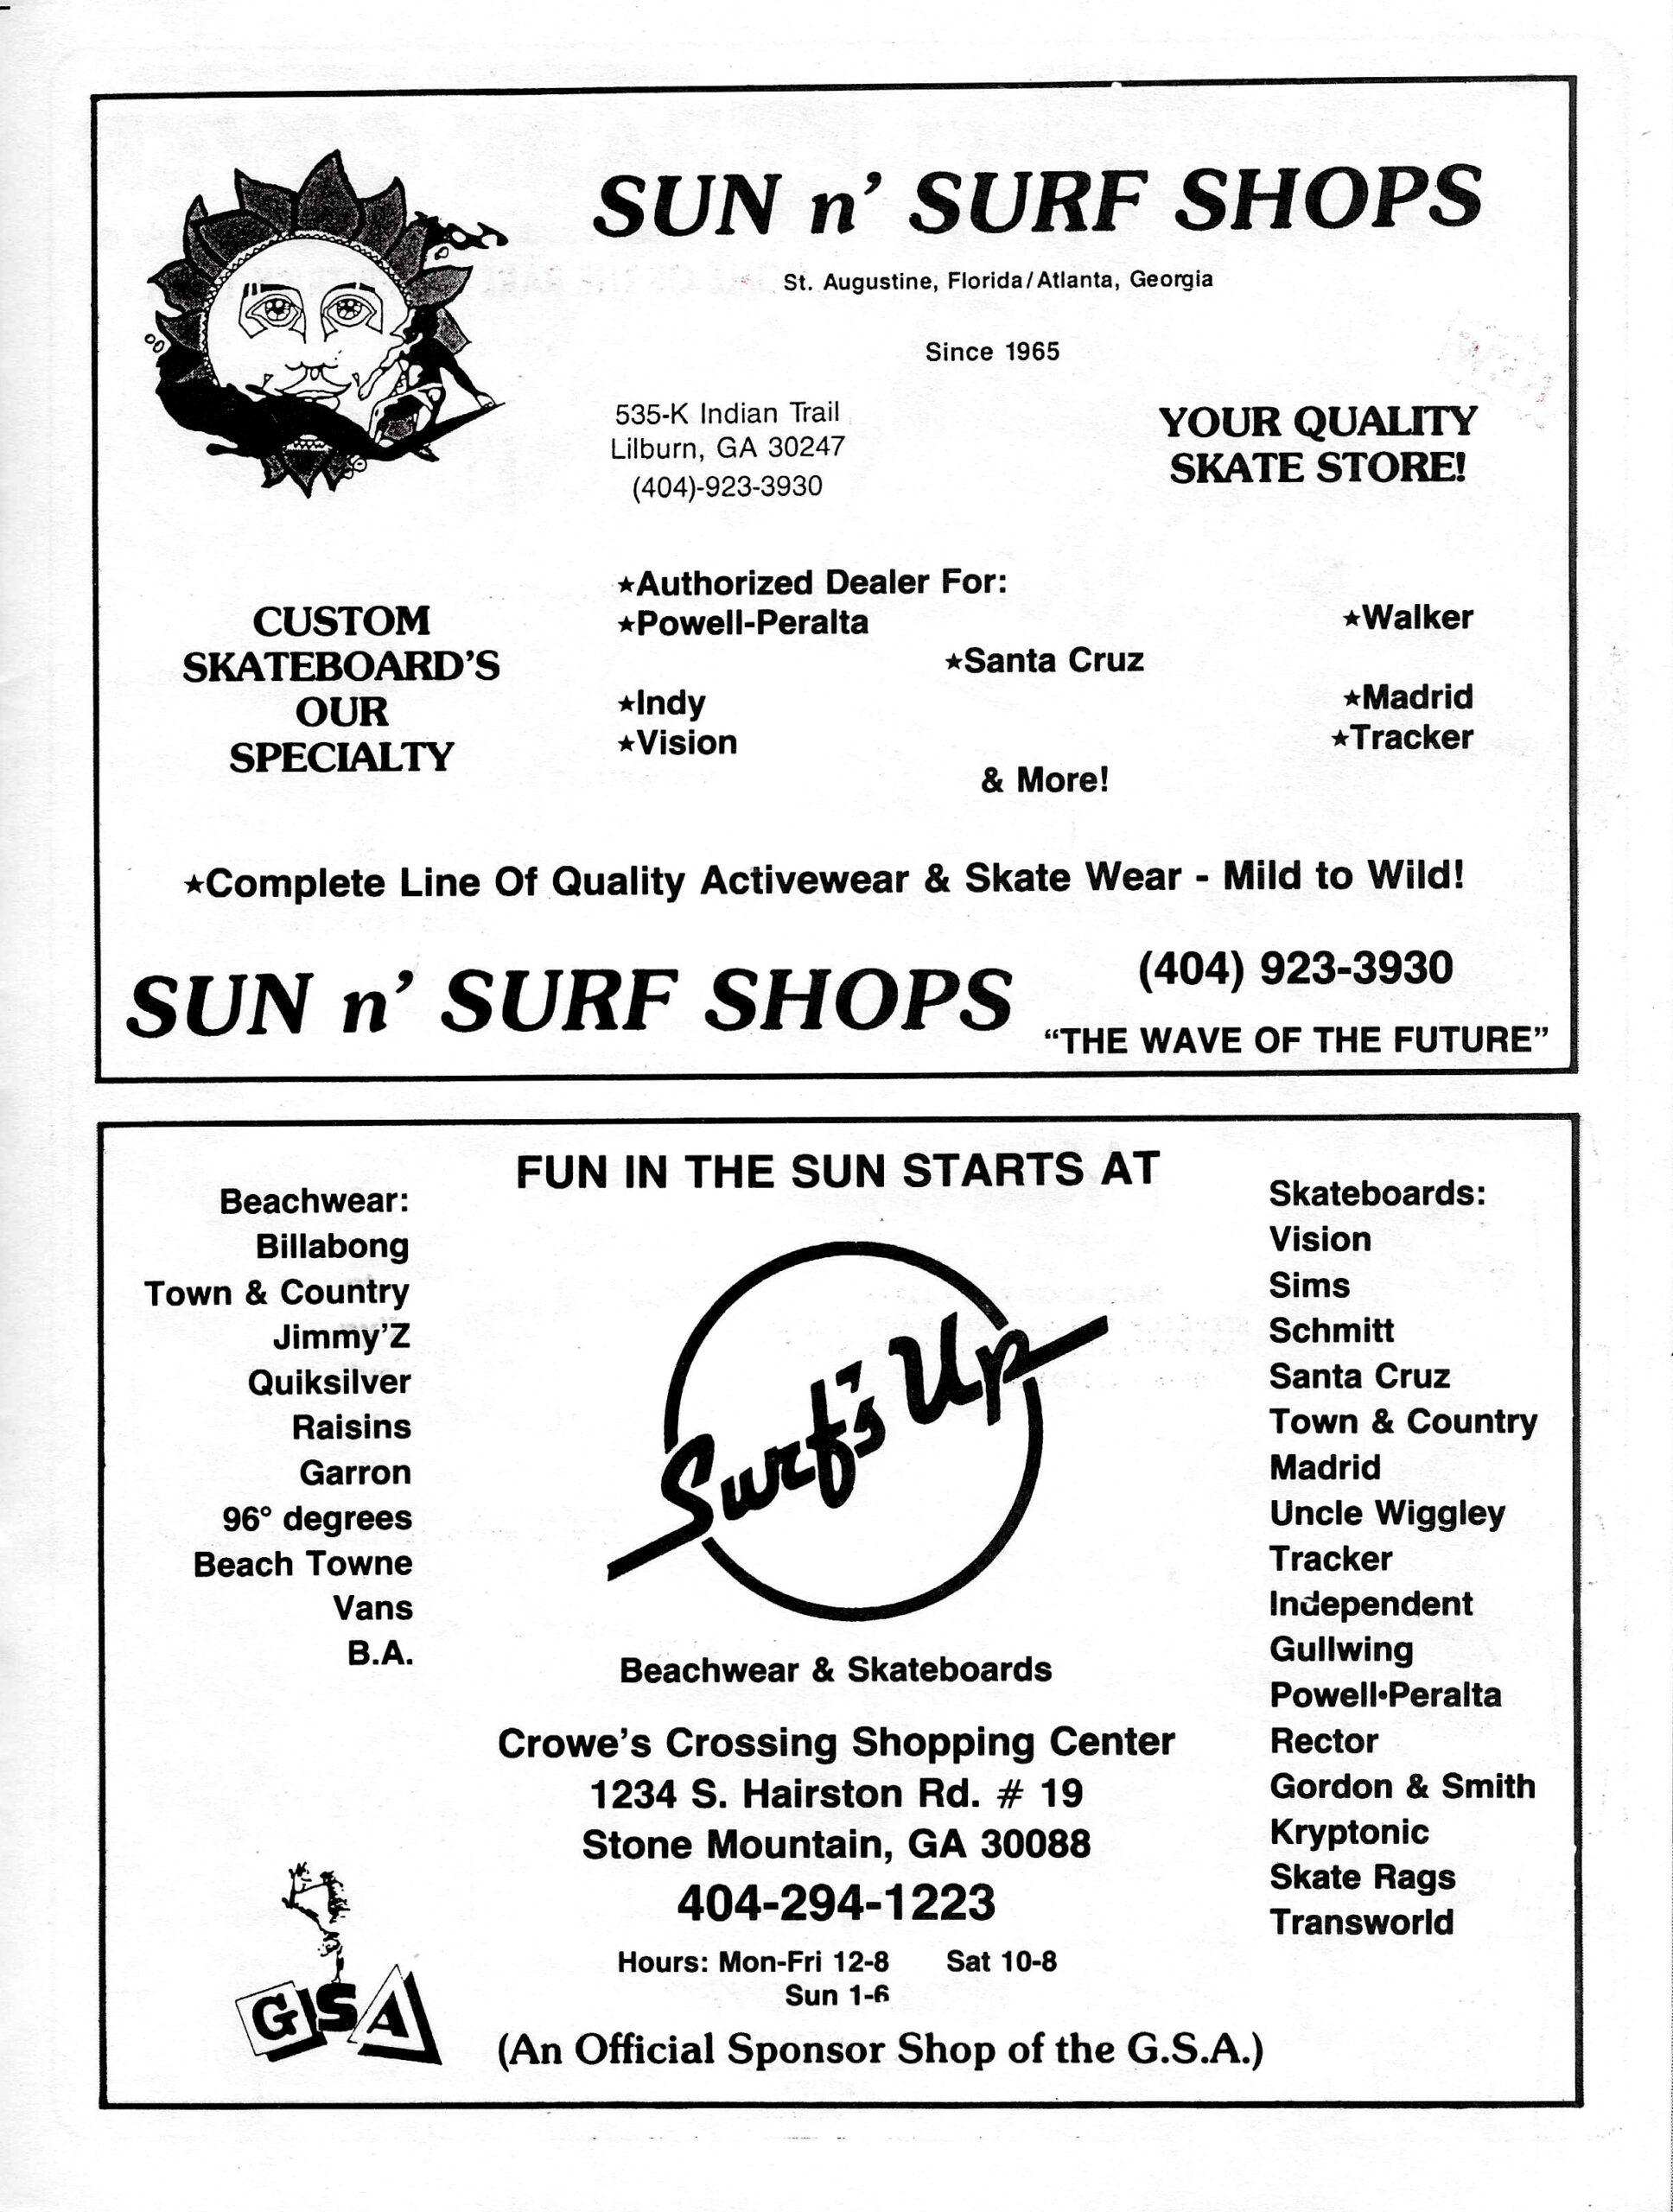 SUN n' SURF SHOPS
St. Augustine, Florida/Atlanta, Georgia
Since 1965
535-K Indian Trail
Lilburn, GA 30247
(404)-923-3930
YOUR QUALITY
SKATE STORE!
CUSTOM
SKATEBOARD'S
OUR
SPECIALTY
★Authorized Dealer For:
★Powell-Peralta
★Walker
★Santa Cruz
★Indy
★Madrid
★Vision
★Tracker
& More!
★Complete Line Of Quality Activewear & Skate Wear - Mild to Wild!
SUN n' SURF SHOPS
(404) 923-3930
"THE WAVE OF THE FUTURE"
FUN IN THE SUN STARTS AT
Beachwear:
Billabong
Town & Country
Jimmy'Z
Quiksilver
Raisins
Garron
96° degrees
Beach Towne
Vans
B.A.
Surf's Up
Beachwear & Skateboards
Crowe's Crossing Shopping Center
1234 S. Hairston Rd. # 19
Stone Mountain, GA 30088
404-294-1223
Hours: Mon-Fri 12-8 Sat 10-8
Sun 1-6
(An Official Sponsor Shop of the G.S.A.)
GSA
Skateboards:
Vision
Sims
Schmitt
Santa Cruz
Town & Country
Madrid
Uncle Wiggley
Tracker
Independent
Gullwing
Powell•Peralta
Rector
Gordon & Smith
Kryptonic
Skate Rags
Transworld